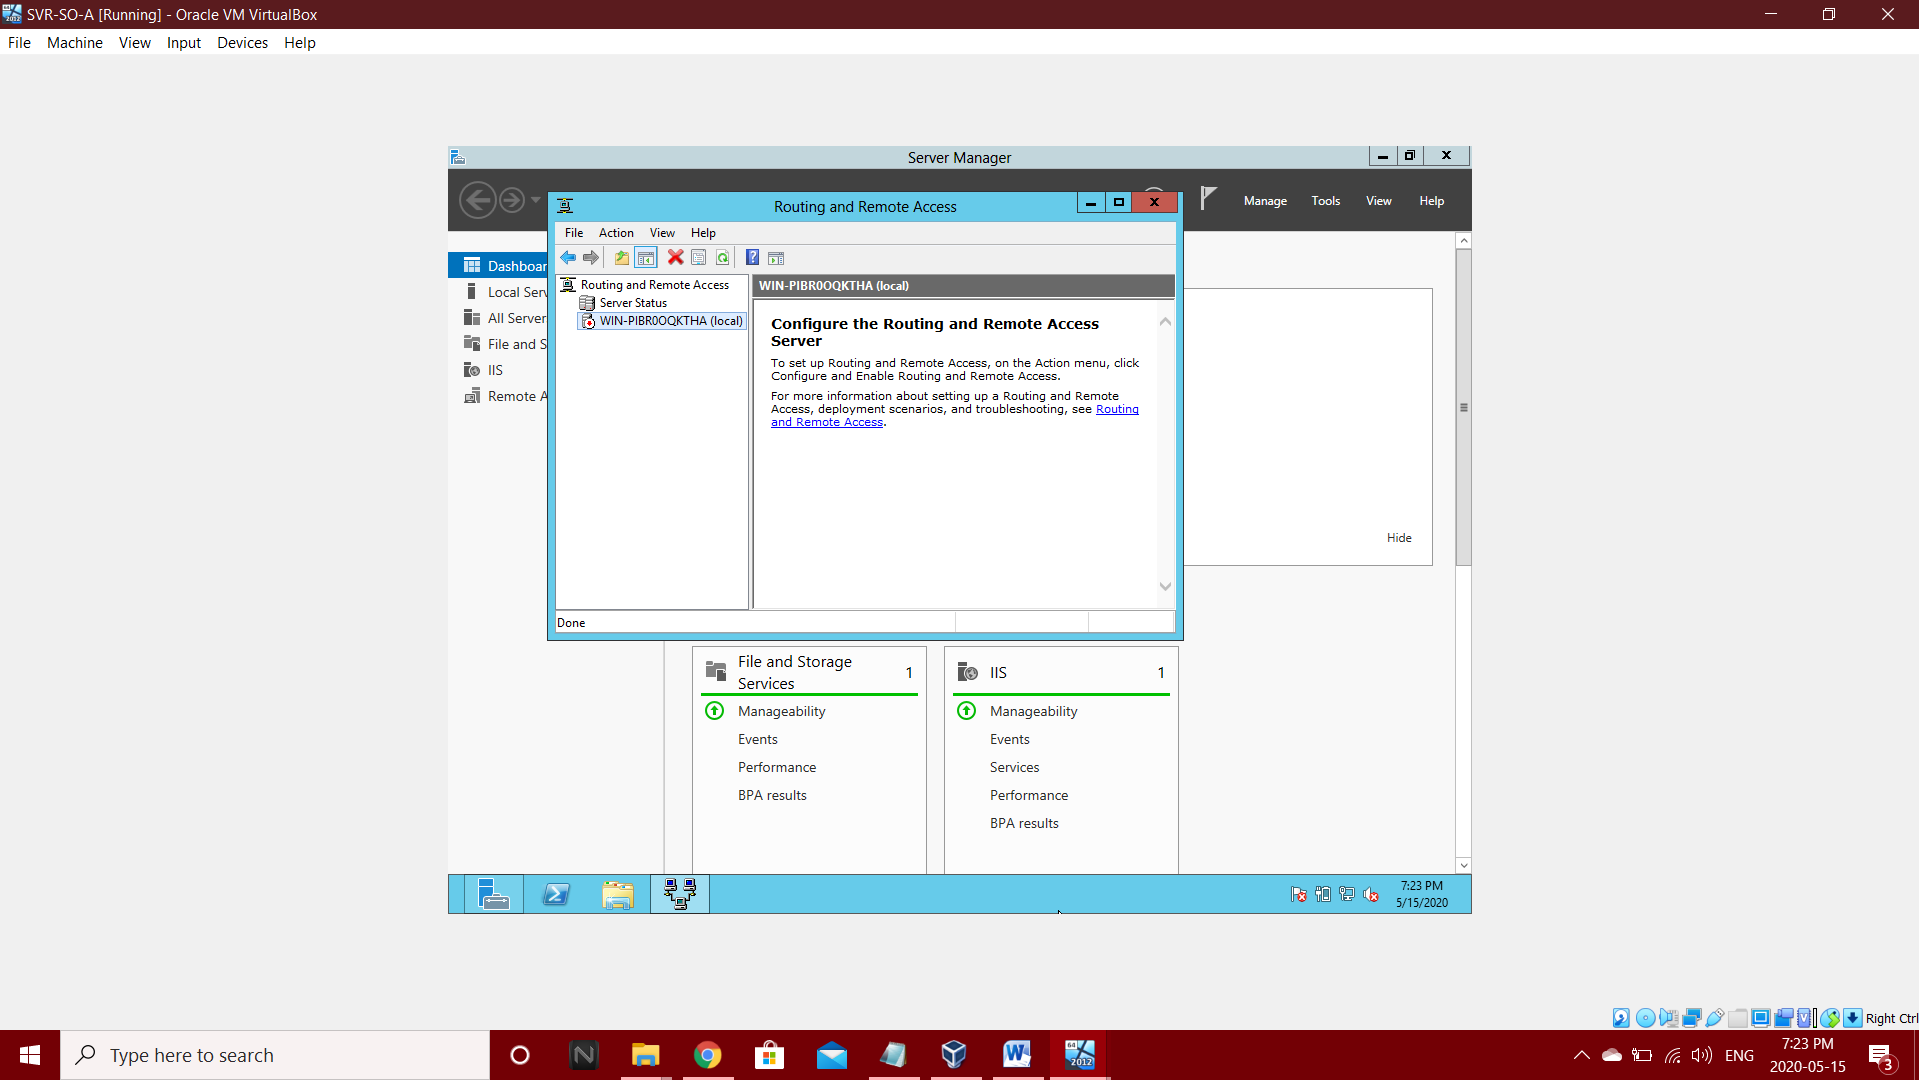 SVR-SO-A [Running] - Oracle VM VirtualBox
File Machine View Input Devices Help
Server Manager
Manage Tools View Help
Routing and Remote Access
File Action View Help
Dashboar
Local Serv
All Server
File and S
IIS
Remote A
Routing and Remote Access
Server Status
WIN-PIBR0OQKTHA (local)
WIN-PIBR0OQKTHA (local)
Configure the Routing and Remote Access
Server
To set up Routing and Remote Access, on the Action menu, click
Configure and Enable Routing and Remote Access.
For more information about setting up a Routing and Remote
Access, deployment scenarios, and troubleshooting, see Routing
and Remote Access.
Hide
Done
File and Storage
Services
1
Manageability
Events
Performance
BPA results
IIS 1
Manageability
Events
Services
Performance
BPA results
7:23 PM
5/15/2020
Right Ctrl
Type here to search
64
2012
ENG
7:23 PM
2020-05-15
3